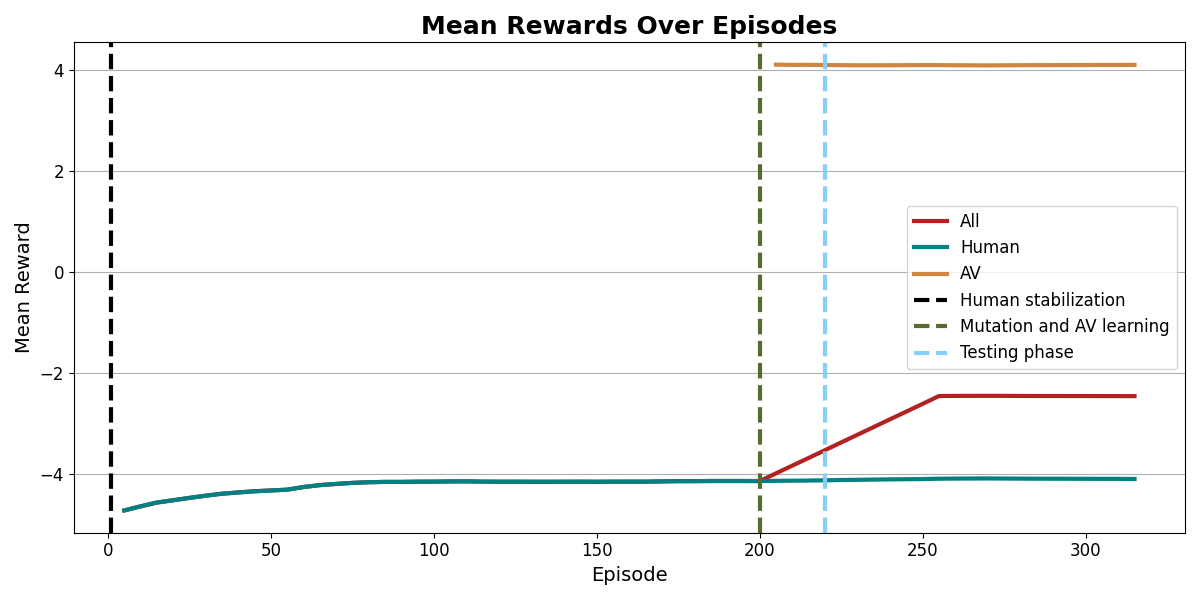 Mean Rewards Over Episodes
Mean Reward
4
2
0
−2
−4
All
Human
AV
Human stabilization
Mutation and AV learning
Testing phase
0 50 100 150 200 250 300
Episode